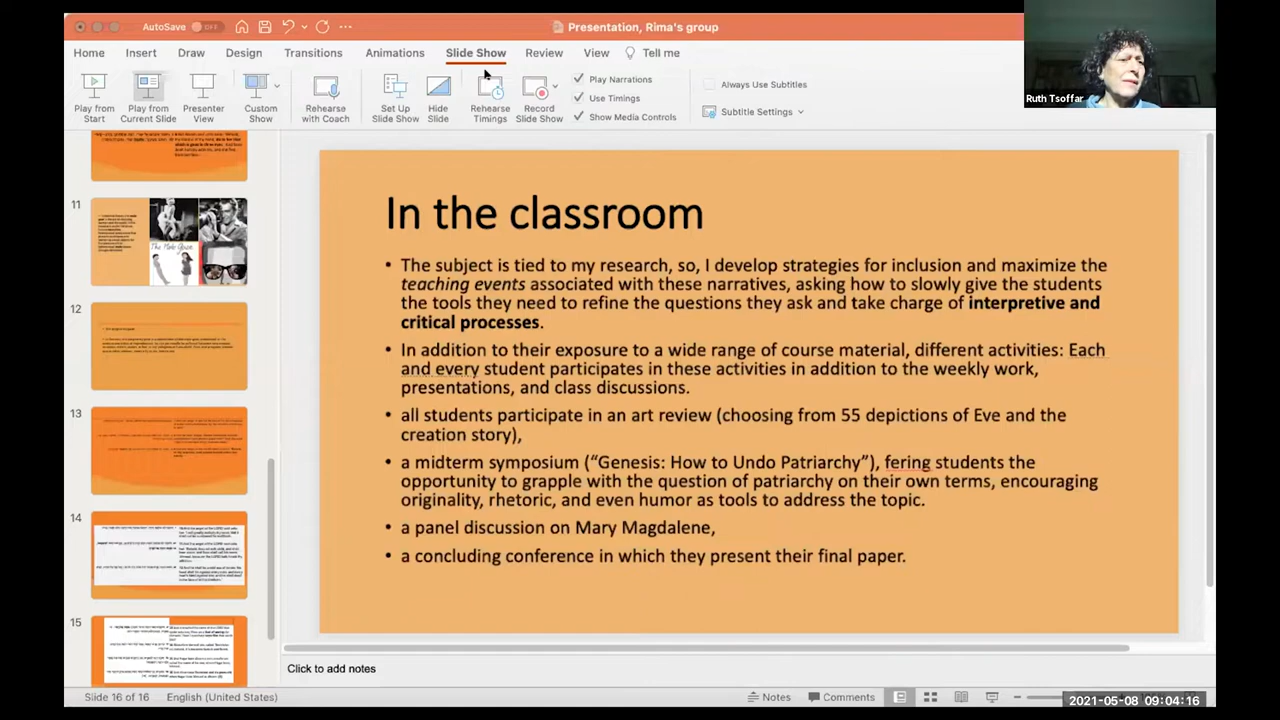 AutoSave OFF
Presentation, Rima's group
Home Insert Draw Design Transitions Animations Slide Show Review View Tell me
Play from Start
Play from Current Slide
Presenter View
Custom Show
Rehearse with Coach
Set Up Slide Show
Hide Slide
Rehearse Timings
Record Slide Show
Play Narrations
Use Timings
Show Media Controls
Always Use Subtitles
Subtitle Settings
Ruth Tsoffar
11
The Male Gaze
12
13
14
15
In the classroom
• The subject is tied to my research, so, I develop strategies for inclusion and maximize the
teaching events associated with these narratives, asking how to slowly give the students
the tools they need to refine the questions they ask and take charge of interpretive and
critical processes.
• In addition to their exposure to a wide range of course material, different activities: Each
and every student participates in these activities in addition to the weekly work,
presentations, and class discussions.
• all students participate in an art review (choosing from 55 depictions of Eve and the
creation story),
• a midterm symposium (“Genesis: How to Undo Patriarchy”), fering students the
opportunity to grapple with the question of patriarchy on their own terms, encouraging
originality, rhetoric, and even humor as tools to address the topic.
• a panel discussion on Mary Magdalene,
• a concluding conference in which they present their final paper.
Click to add notes
Slide 16 of 16 English (United States)
Notes Comments
2021-05-08 09:04:16